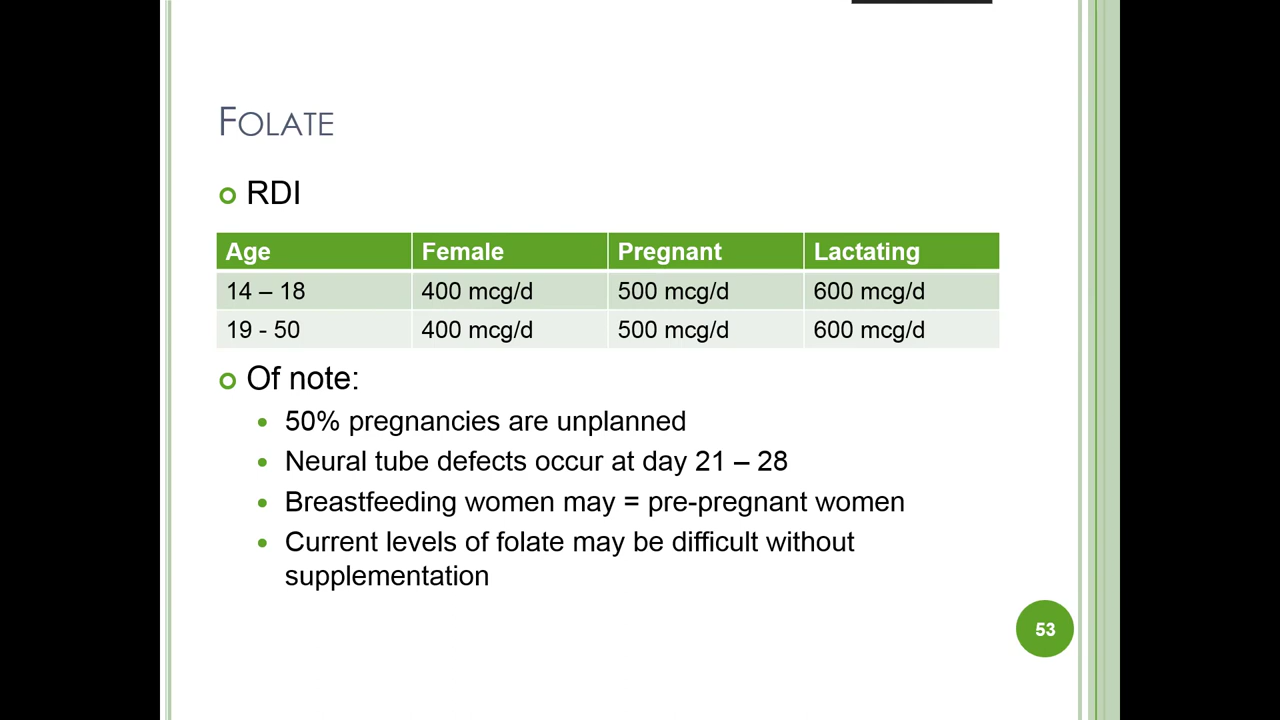 FOLATE
RDI
Age Female Pregnant Lactating
14 – 18 400 mcg/d 500 mcg/d 600 mcg/d
19 - 50 400 mcg/d 500 mcg/d 600 mcg/d
Of note:
50% pregnancies are unplanned
Neural tube defects occur at day 21 – 28
Breastfeeding women may = pre-pregnant women
Current levels of folate may be difficult without
supplementation
53